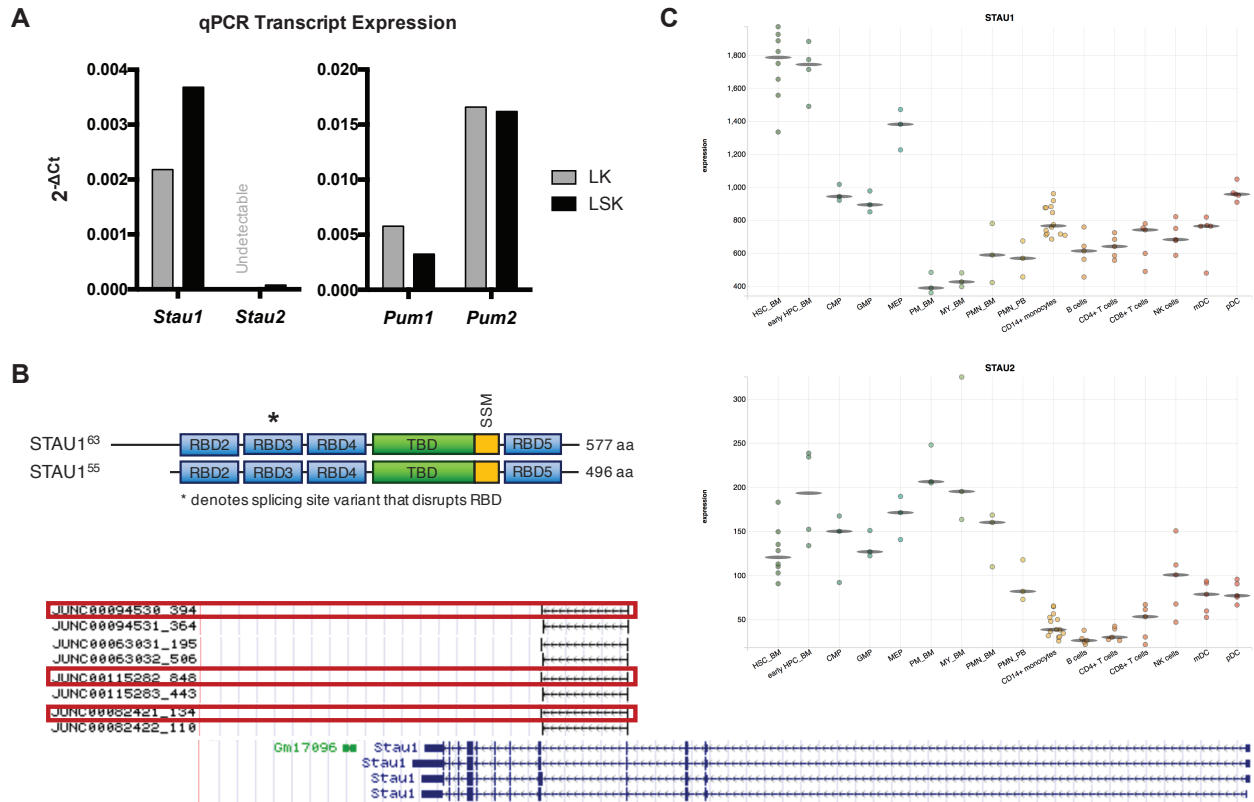 A
qPCR Transcript Expression
2-ΔCt
0.004
0.003
0.002
0.001
0.000
Undetectable
Stau1 Stau2
0.020
0.015
0.010
0.005
0.000
Pum1 Pum2
LK
LSK
B
*
SSM
STAU1⁶³ RBD2 RBD3 RBD4 TBD RBD5 577 aa
STAU1⁵⁵ RBD2 RBD3 RBD4 TBD RBD5 496 aa
* denotes splicing site variant that disrupts RBD
JUNC00094530_394
JUNC00094531_364
JUNC00063031_195
JUNC00063032_506
JUNC00115282_848
JUNC00115283_443
JUNC00082421_134
JUNC00082422_110
Gm17096 Stau1
Stau1
Stau1
Stau1
C
STAU1
expression
1,800
1,600
1,400
1,200
1,000
800
600
400
HSC_BM
early HPC_BM
CMP
GMP
MEP
PM_BM
MY_BM
PMN_BM
PMN_PB
CD14+ monocytes
B cells
CD4+ T cells
CD8+ T cells
NK cells
mDC
pDC
STAU2
expression
300
250
200
150
100
50
HSC_BM
early HPC_BM
CMP
GMP
MEP
PM_BM
MY_BM
PMN_BM
PMN_PB
CD14+ monocytes
B cells
CD4+ T cells
CD8+ T cells
NK cells
mDC
pDC